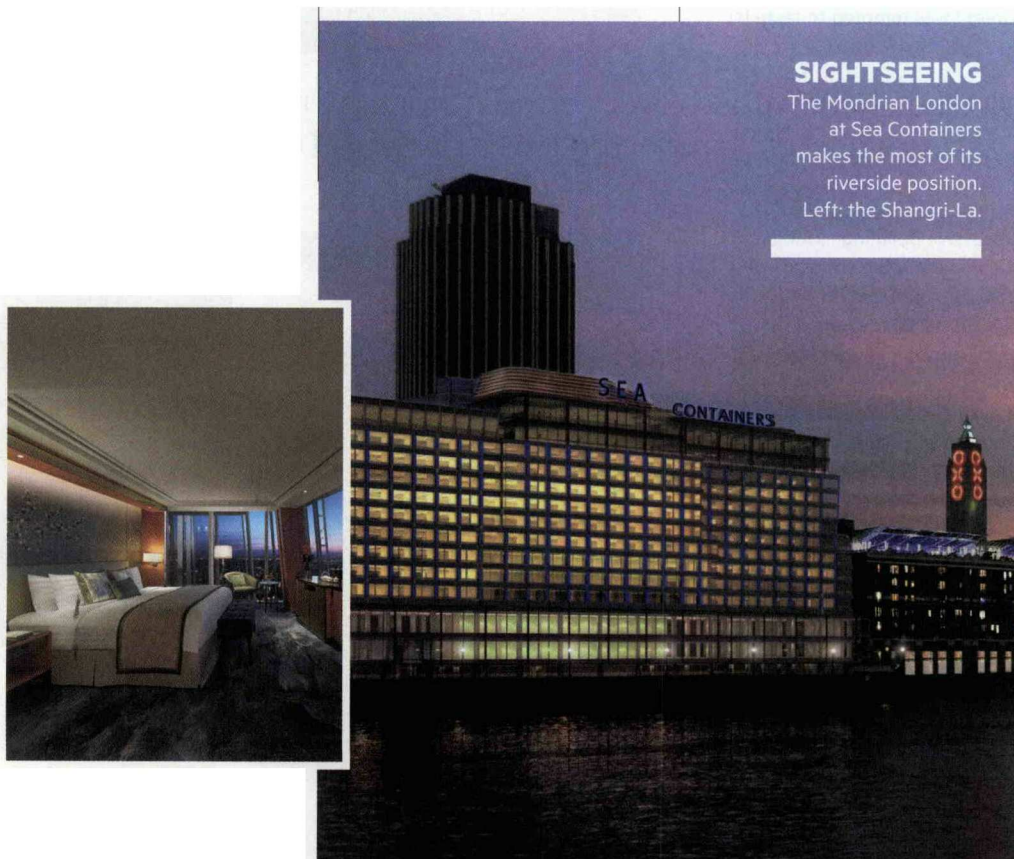 SIGHTSEEING
The Mondrian London
at Sea Containers
makes the most of its
riverside position.
Left: the Shangri-La.
SEA CONTAINERS
OXO